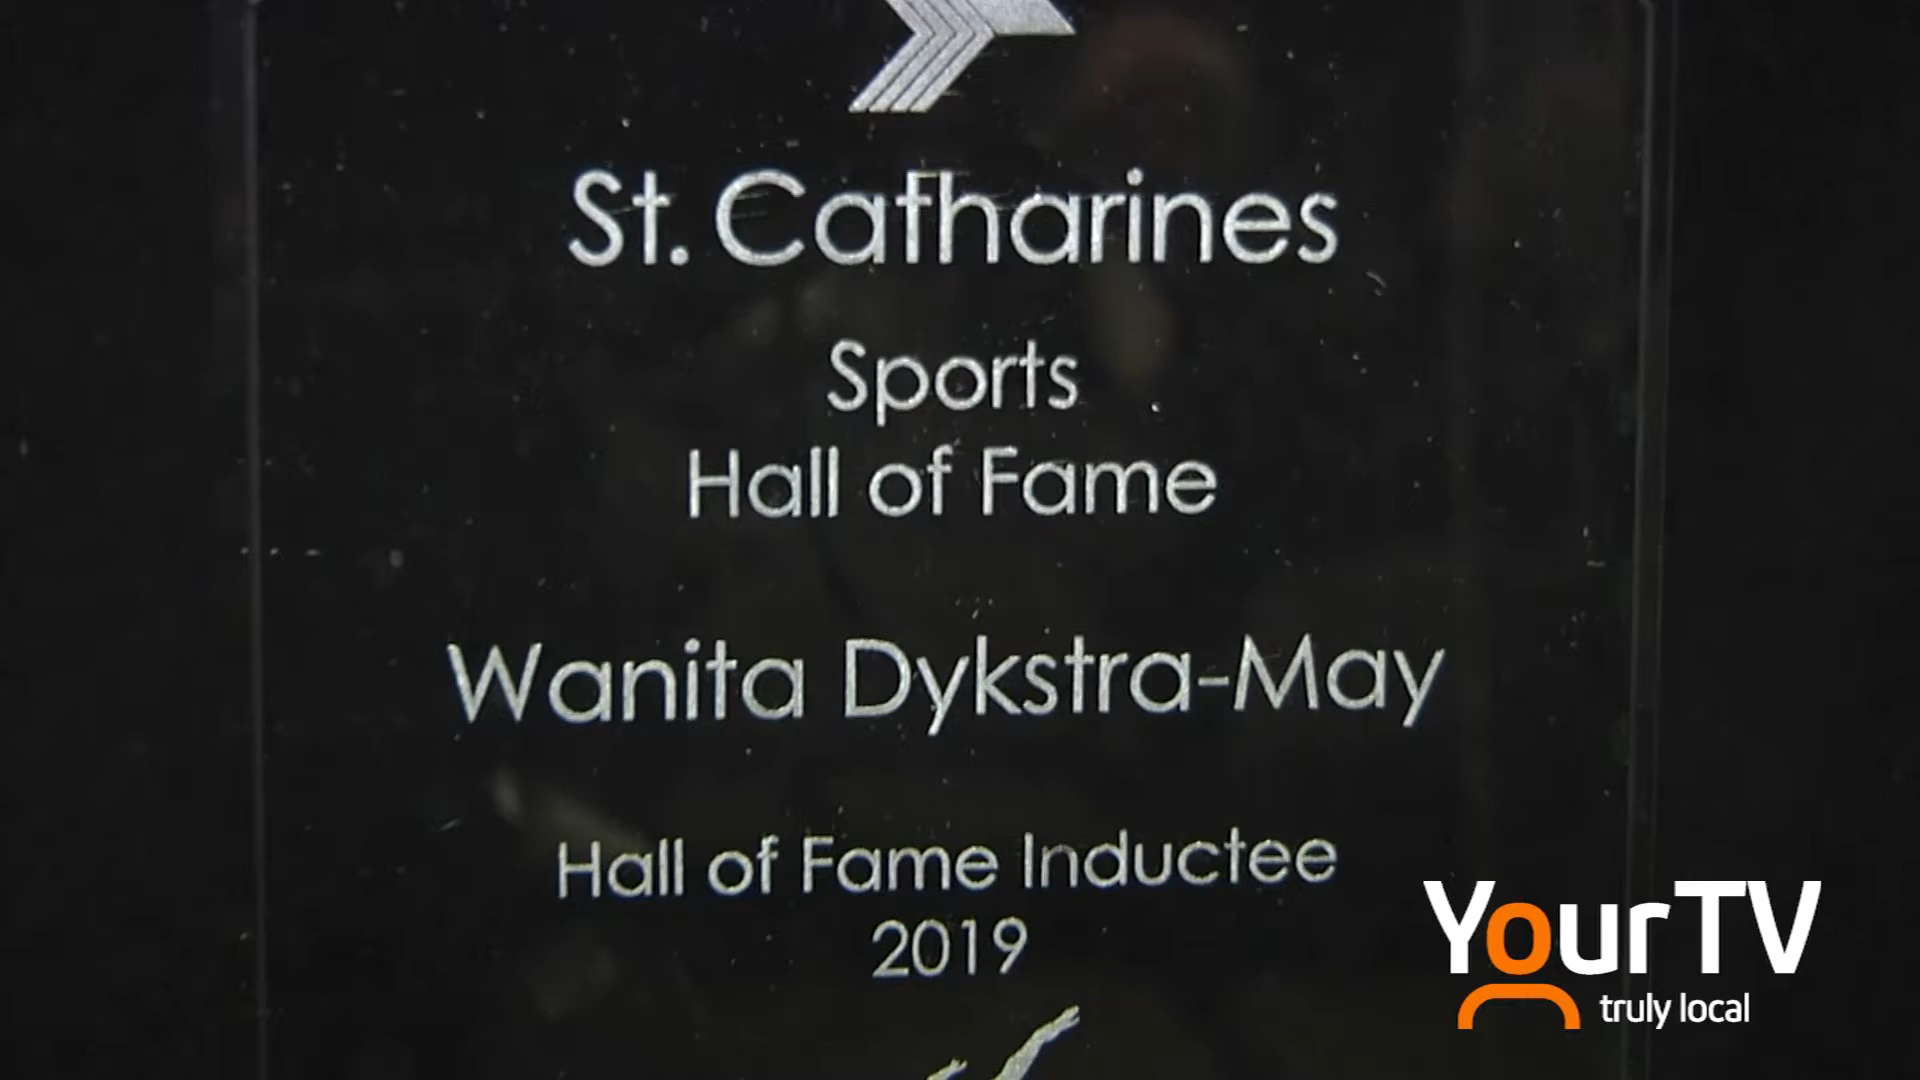 St. Catharines
Sports
Hall of Fame
Wanita Dykstra-May
Hall of Fame Inductee
2019
YourTV
truly local